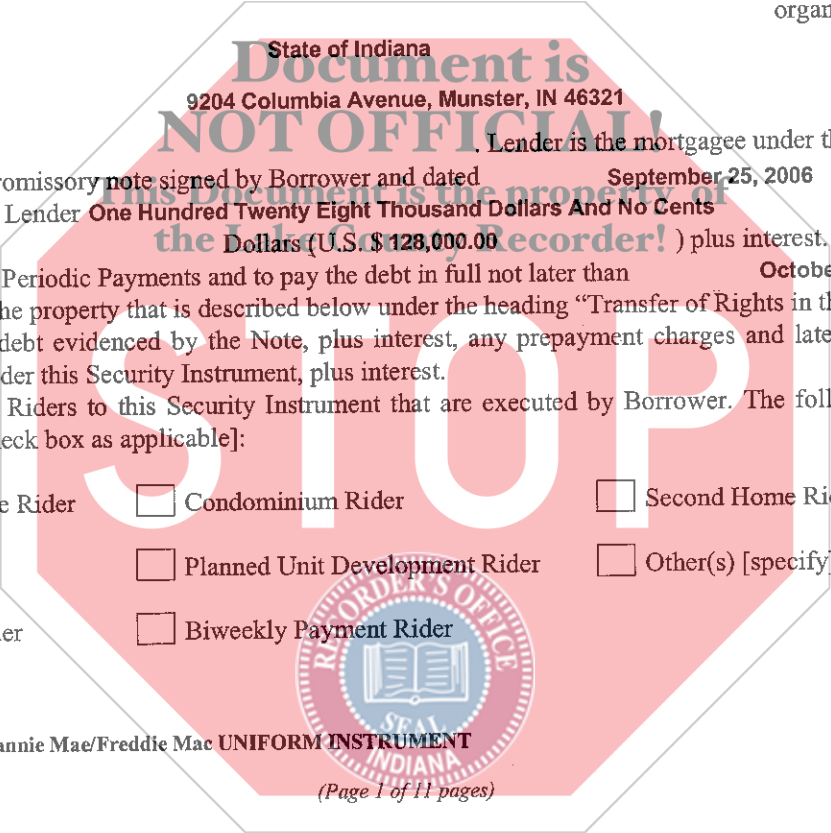 organ
State of Indiana
Document is
9204 Columbia Avenue, Munster, IN 46321
NOT OFFICIAL!
. Lender is the mortgagee under th
romissory note signed by Borrower and dated September 25, 2006
This Document is the property of
Lender One Hundred Twenty Eight Thousand Dollars And No Cents
the Lake County Recorder!
Dollars (U.S. $ 128,000.00 ) plus interest.
Periodic Payments and to pay the debt in full not later than Octobe
he property that is described below under the heading “Transfer of Rights in th
debt evidenced by the Note, plus interest, any prepayment charges and late
der this Security Instrument, plus interest.
Riders to this Security Instrument that are executed by Borrower. The foll
eck box as applicable]:
STOP
e Rider Condominium Rider Second Home Rid
Planned Unit Development Rider Other(s) [specify]
er Biweekly Payment Rider
RECORDER'S OFFICE
SEAL
INDIANA
annie Mae/Freddie Mac UNIFORM INSTRUMENT
(Page 1 of 11 pages)